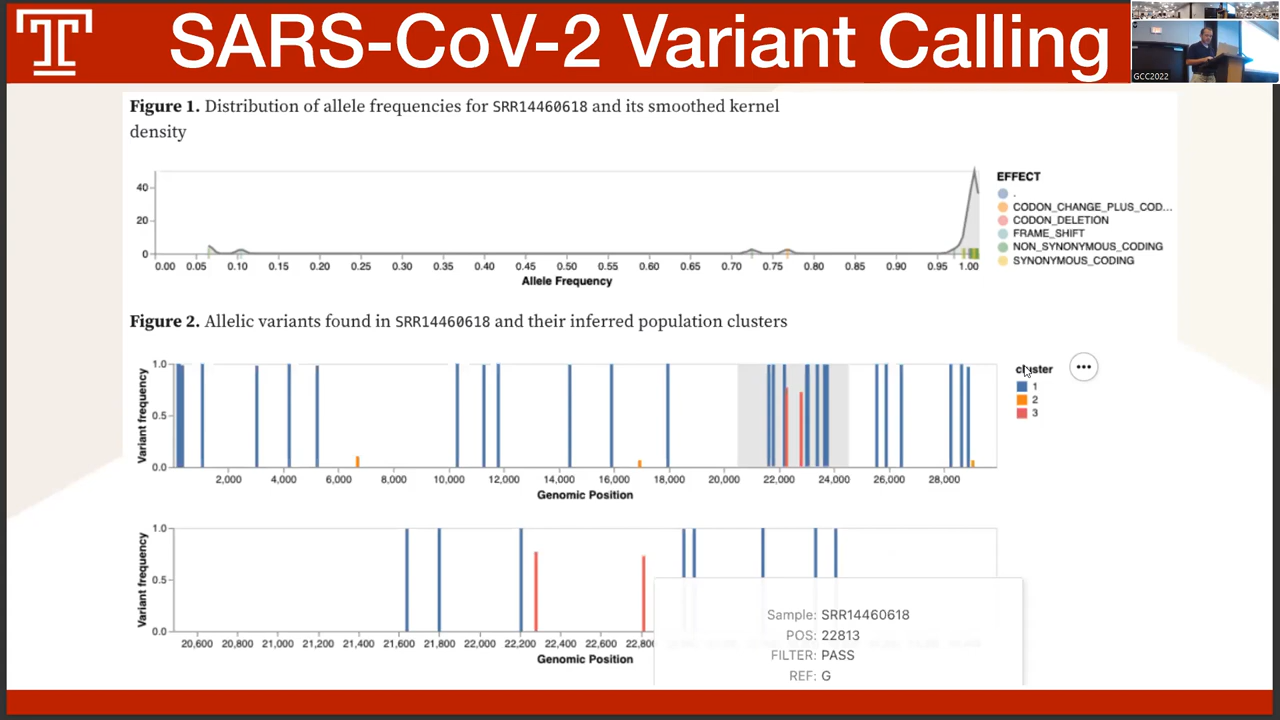 SARS-CoV-2 Variant Calling
GCC2022
Figure 1. Distribution of allele frequencies for SRR14460618 and its smoothed kernel
density
40
20
0
0.00 0.05 0.10 0.15 0.20 0.25 0.30 0.35 0.40 0.45 0.50 0.55 0.60 0.65 0.70 0.75 0.80 0.85 0.90 0.95 1.00
Allele Frequency
EFFECT
.
CODON_CHANGE_PLUS_COD...
CODON_DELETION
FRAME_SHIFT
NON_SYNONYMOUS_CODING
SYNONYMOUS_CODING
Figure 2. Allelic variants found in SRR14460618 and their inferred population clusters
Variant frequency
1.0
0.5
0.0
2,000 4,000 6,000 8,000 10,000 12,000 14,000 16,000 18,000 20,000 22,000 24,000 26,000 28,000
Genomic Position
cluster
1
2
3
Variant frequency
1.0
0.5
0.0
20,600 20,800 21,000 21,200 21,400 21,600 21,800 22,000 22,200 22,400 22,600 22,800
Genomic Position
Sample: SRR14460618
POS: 22813
FILTER: PASS
REF: G